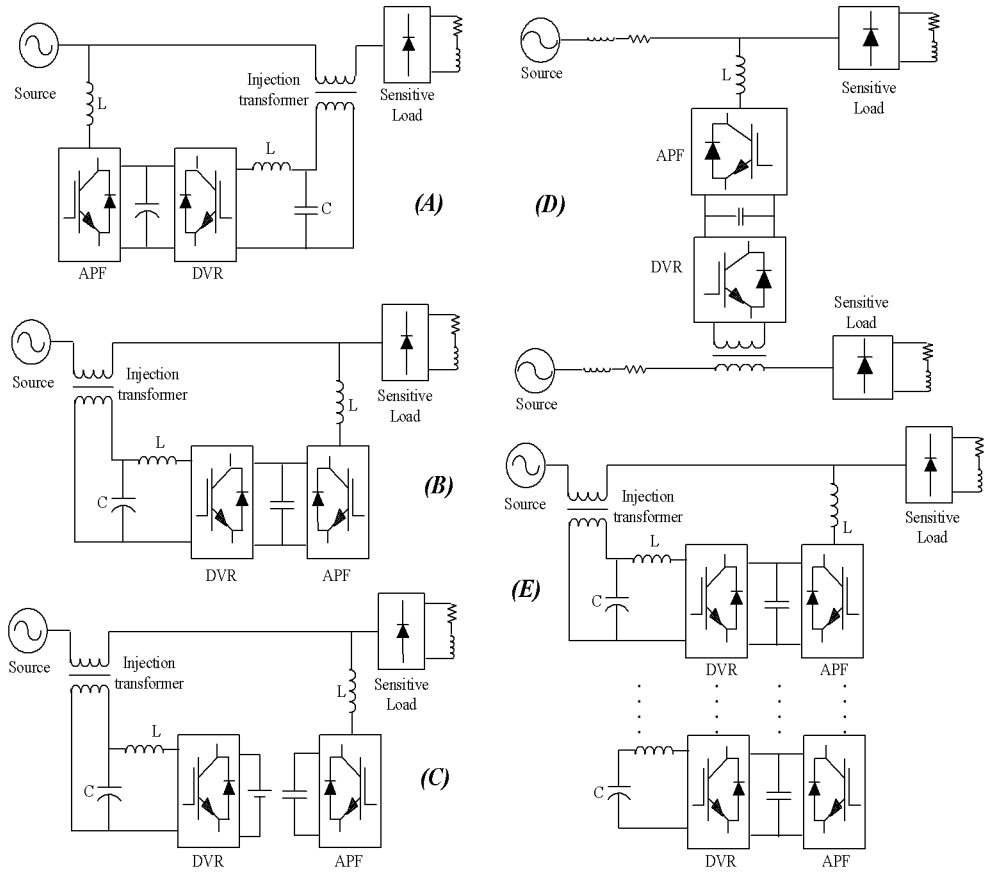 Source
L
Injection
transformer
Sensitive
Load
L
C
APF
DVR
(A)
Source
Injection
transformer
Sensitive
Load
L
L
C
DVR
APF
(B)
Source
Injection
transformer
Sensitive
Load
L
L
C
DVR
APF
(C)
Source
L
Sensitive
Load
APF
(D)
DVR
Sensitive
Load
Source
Source
Injection
transformer
Sensitive
Load
L
L
C
(E)
DVR
APF
C
DVR
APF